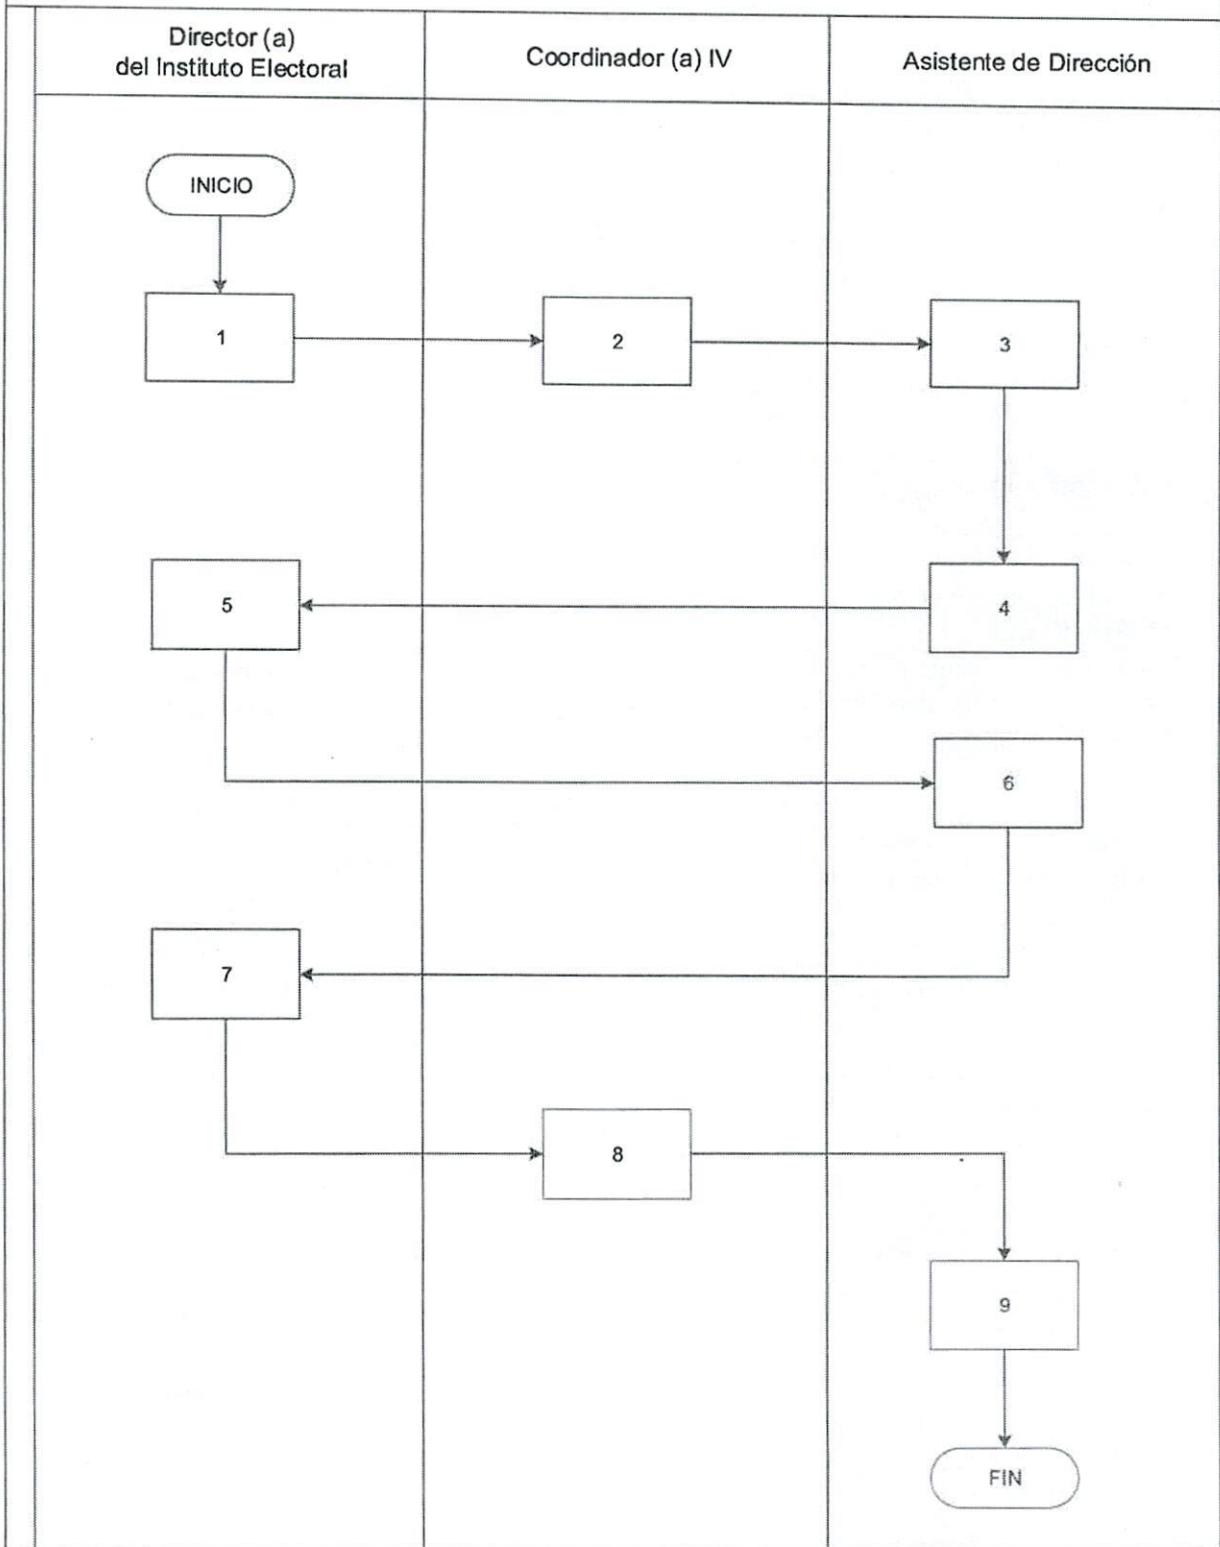 Director (a)
del Instituto Electoral
Coordinador (a) IV
Asistente de Dirección
INICIO
1
2
3
5
4
6
7
8
9
FIN